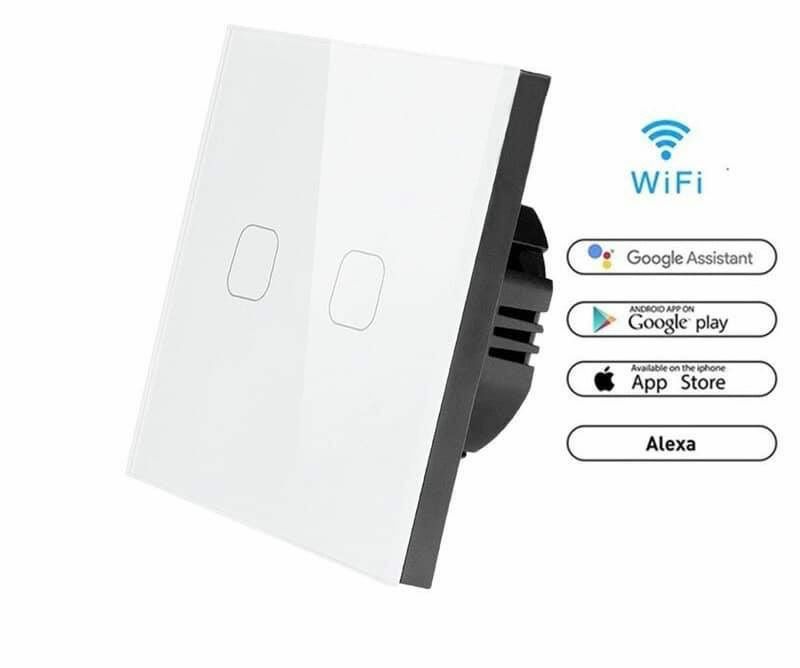 WiFi
Google Assistant
ANDROID APP ON
Google play
Available on the iphone
App Store
Alexa